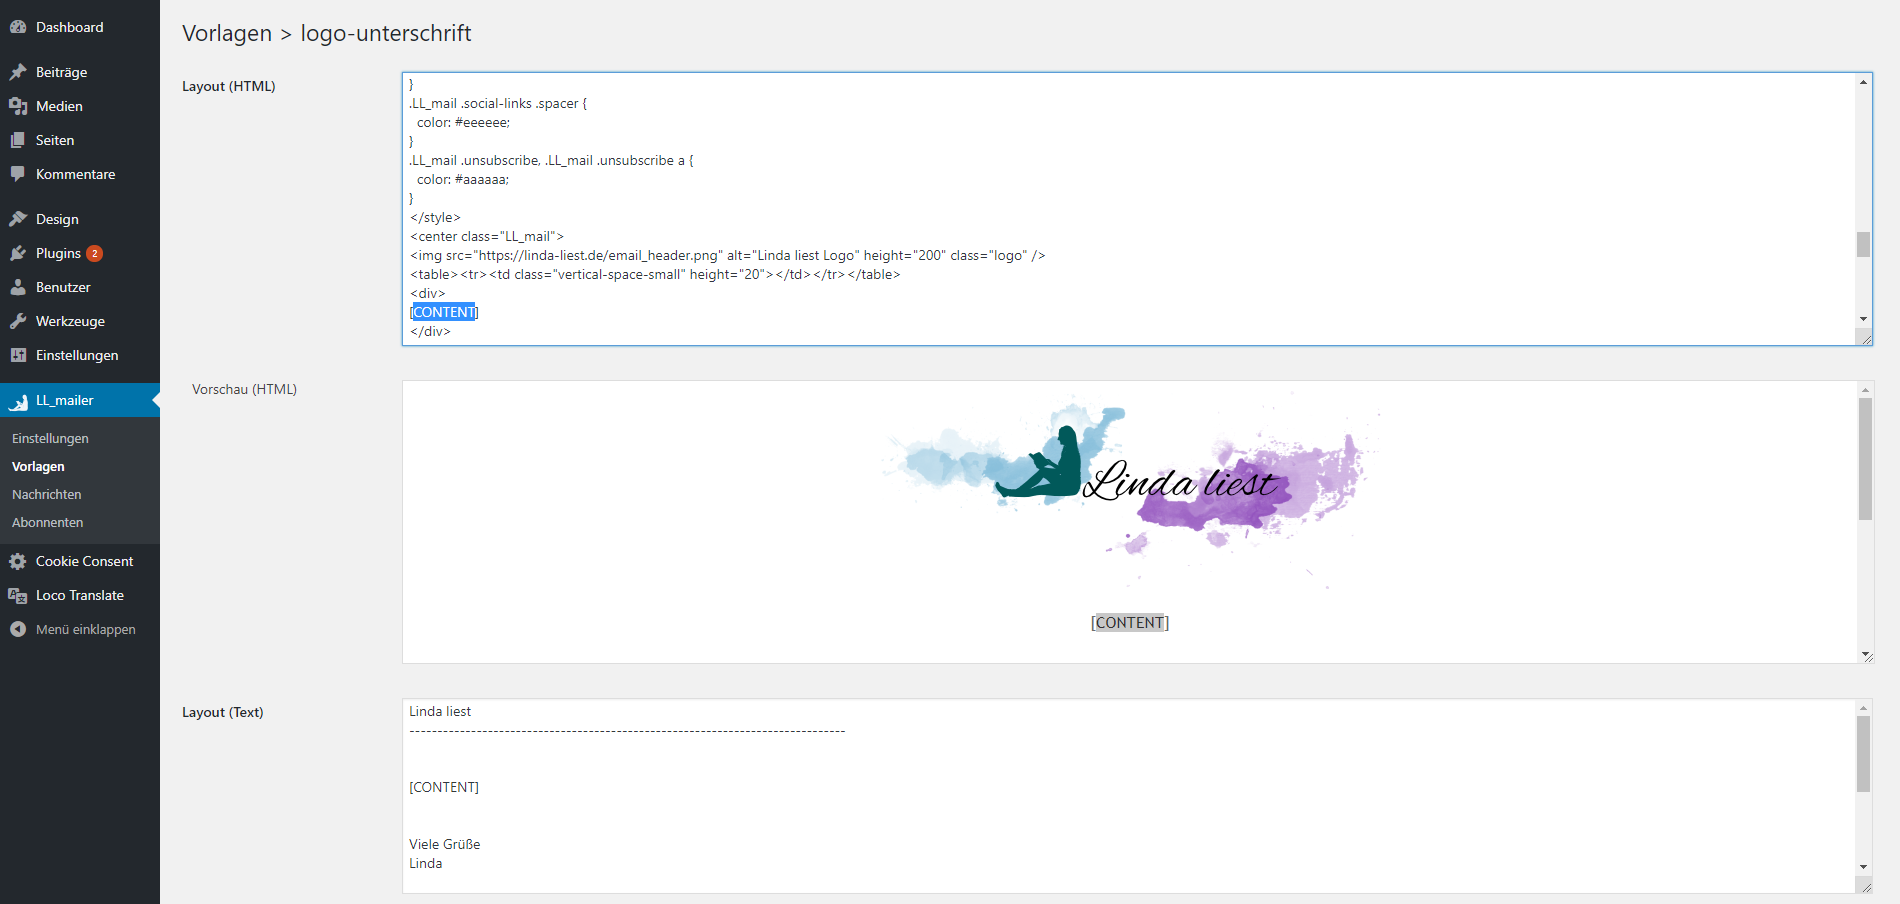 Dashboard
Beiträge
Medien
Seiten
Kommentare
Design
Plugins 2
Benutzer
Werkzeuge
Einstellungen
LL_mailer
Einstellungen
Vorlagen
Nachrichten
Abonnenten
Cookie Consent
Loco Translate
Menü einklappen
Vorlagen > logo-unterschrift
Layout (HTML)
}
.LL_mail .social-links .spacer {
  color: #eeeeee;
}
.LL_mail .unsubscribe, .LL_mail .unsubscribe a {
  color: #aaaaaa;
}
</style>
<center class="LL_mail">
<img src="https://linda-liest.de/email_header.png" alt="Linda liest Logo" height="200" class="logo" />
<table><tr><td class="vertical-space-small" height="20"></td></tr></table>
<div>
[CONTENT]
</div>
Vorschau (HTML)
Linda liest
[CONTENT]
Layout (Text)
Linda liest
------------------------------------------------------------------------------
[CONTENT]
Viele Grüße
Linda